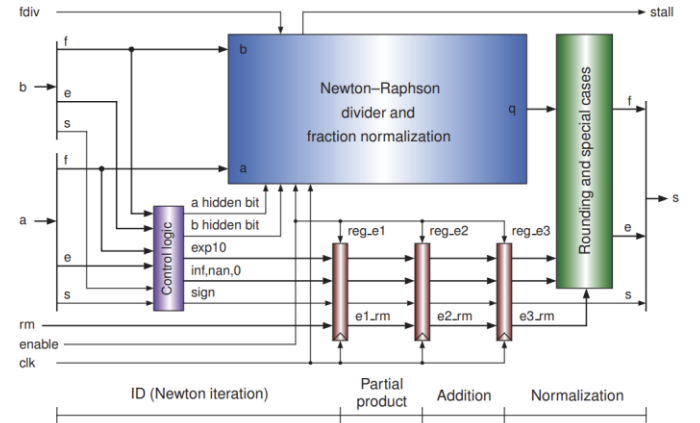 fdiv
stall
f
b
b
e
s
Newton–Raphson
divider and
fraction normalization
q
f
f
a
a
e
s
Control logic
a hidden bit
b hidden bit
exp10
inf,nan,0
sign
reg_e1
reg_e2
reg_e3
Rounding and special cases
s
e
s
rm
e1_rm
e2_rm
e3_rm
enable
clk
ID (Newton iteration)
Partial
product
Addition
Normalization